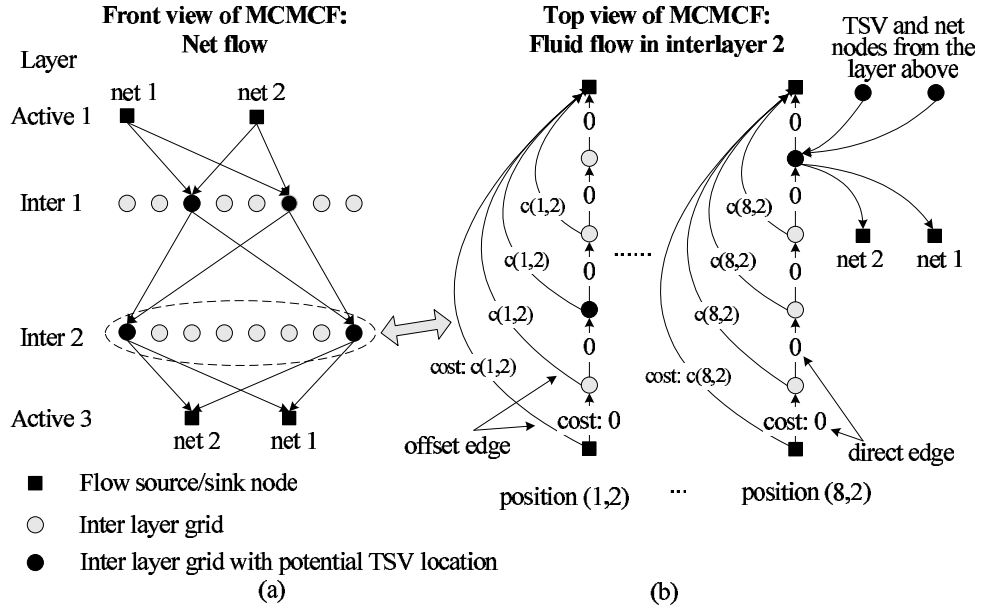 Front view of MCMCF:
Net flow
Top view of MCMCF:
Fluid flow in interlayer 2
TSV and net
nodes from the
layer above
Layer
net 1
net 2
Active 1
Inter 1
Inter 2
Active 3
net 2
net 1
0
0
0
0
cost: 0
c(1,2)
c(1,2)
c(1,2)
cost: c(1,2)
offset edge
......
0
0
0
0
cost: 0
c(8,2)
c(8,2)
c(8,2)
cost: c(8,2)
net 2
net 1
direct edge
position (1,2)
...
position (8,2)
Flow source/sink node
Inter layer grid
Inter layer grid with potential TSV location
(a)
(b)